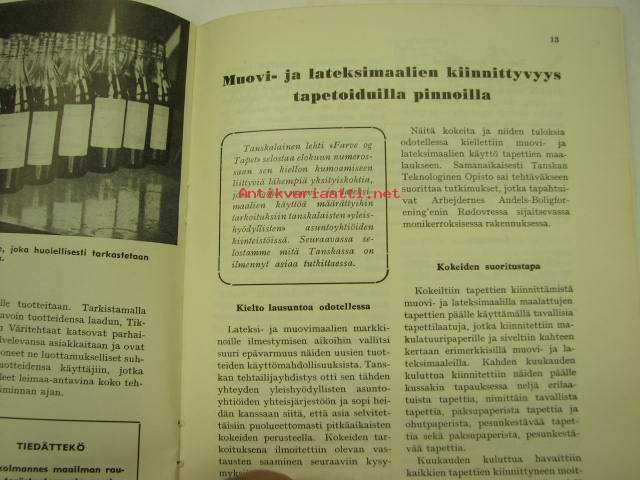 e, joka huolellisesti tarkastetaan
lle tuotteitaan. Tarkistamalla
avoin tuotteidensa laadun, Tik-
n Väritehtaat katsovat parhai-
lvelevansa asiakkaitaan ja ovat
oneet ne luottamukselliset suh-
uotteidensa käyttäjiin, jotka
leet leimaa-antavina koko teh-
iminnan ajan.
TIEDÄTTEKÖ
kolmannes maailman rau-
13
Muovi- ja lateksimaalien kiinnittyvyys
tapetoiduilla pinnoilla
Tanskalainen lehti «Farve og
Tapet» selostaa elokuun numeros-
saan sen kiellon kumoamiseen
liittyviä lähempiä yksityiskohtia,
maalien käyttöä määrättyihin
tarkoituksiin tanskalaisten «yleis-
hyödyllisten» asuntoyhtiöiden
kiinteistöissä. Seuraavassa se-
lostamme mitä Tanskassa on
ilmennyt asiaa tutkittaessa.
Antikvariaatti.net
Kielto lausuntoa odotellessa
Lateksi- ja muovimaalien markki-
noille ilmestymisen aikoihin vallitsi
suuri epävarmuus näiden uusien tuot-
teiden käyttömahdollisuuksista. Tans-
kan tehtailijayhdistys otti sen tähden
yhteyden yleishyödyllisten asunto-
yhtiöiden yhteisjärjestöön ja sopi hei-
dän kanssaan siitä, että asia selvitet-
täisiin puolueettomasti pitkäaikaisten
kokeiden perusteella. Kokeiden tar-
koituksena ilmoitettiin olevan vas-
tausten saaminen seuraaviin kysy-
myksiin
Näitä kokeita ja niiden tuloksia
odotellessa kiellettiin muovi- ja
lateksimaalien käyttö tapettien maa-
laukseen. Samanaikaisesti Tanskan
Teknologinen Opisto sai tehtäväkseen
suorittaa tutkimukset, jotka tapahtui-
vat Arbejdernes Andels-Boligfor-
ening'enin Rødovressa sijaitsevassa
monikerroksisessa rakennuksessa.
Kokeiden suoritustapa
Kokeiltiin tapettien kiinnittämistä
muovi- ja lateksimaalilla maalattujen
tapettien päälle käyttämällä tavallisia
tapettilaatuja, jotka kiinnitettiin ma-
kulatuuripaperille ja siveltiin kahteen
kertaan erimerkkisillä muovi- ja la-
teksimaaleilla. Kahden kuukauden
kuluttua kiinnitettiin näiden päälle
kussakin tapauksessa neljä erilaa-
tuista tapettia, nimittäin tavallista
tapettia, paksupaperista tapettia ja
ohutpaperista, pesunkestävää tapet-
tia sekä paksupaperista, pesunkestä-
vää tapettia.
Kuukauden kuluttua havaittiin
kaikkien tapettien kiinnittyneen moit-